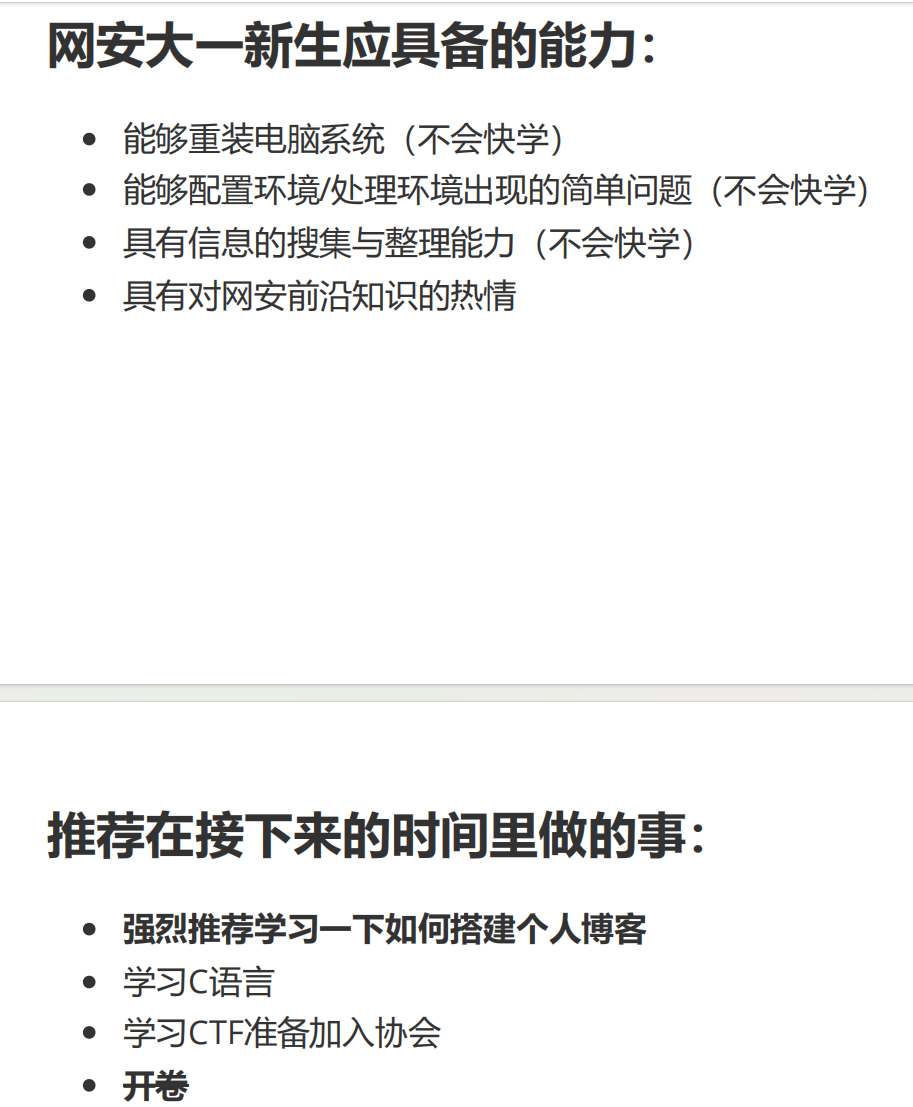 网安大一新生应具备的能力：
能够重装电脑系统（不会快学）
能够配置环境/处理环境出现的简单问题（不会快学）
具有信息的搜集与整理能力（不会快学）
具有对网安前沿知识的热情
推荐在接下来的时间里做的事：
强烈推荐学习一下如何搭建个人博客
学习C语言
学习CTF准备加入协会
开卷